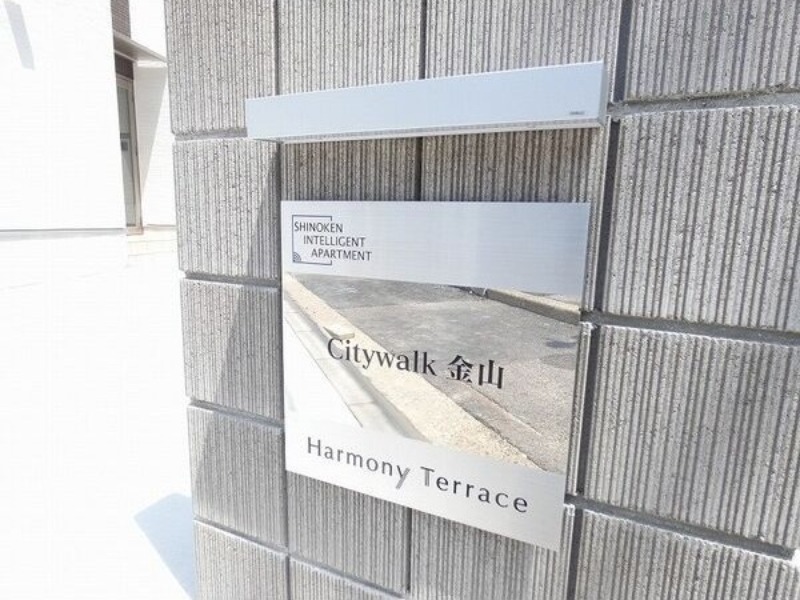 SHINOKEN
INTELLIGENT
APARTMENT
Citywalk 金山
Harmony Terrace